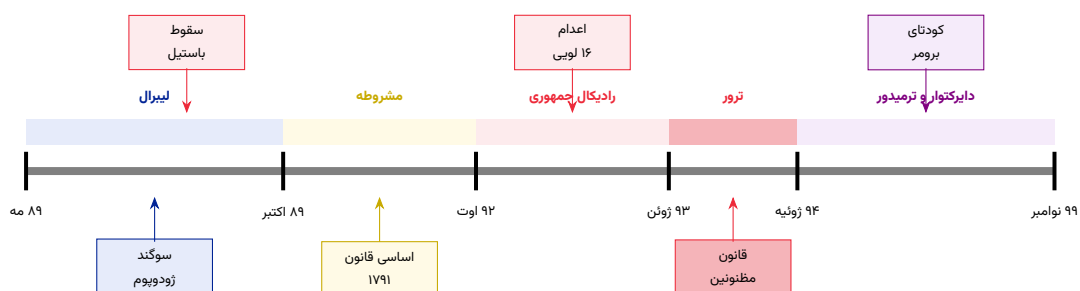 سقوط
باستیل
اعدام
۱۶ لویی
کودتای
برومر
لیبرال
مشروطه
رادیکال جمهوری
ترور
دایرکتوار و ترمیدور
۸۹ مه
۸۹ اکتبر
۹۲ اوت
۹۳ ژوئن
۹۴ ژوئیه
۹۹ نوامبر
سوگند
ژودوپوم
اساسی قانون
۱۷۹۱
قانون
مظنونین